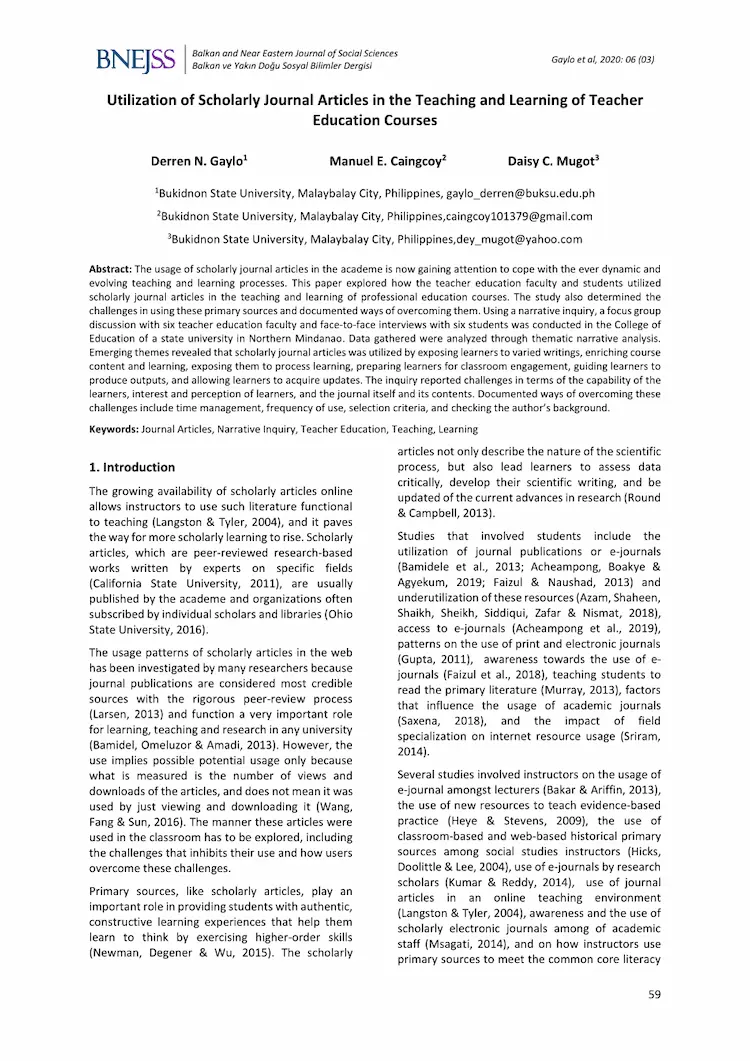 BNEJSS
Balkan and Near Eastern Journal of Social Sciences
Balkan ve Yakın Doğu Sosyal Bilimler Dergisi
Gaylo et al, 2020: 06 (03)
Utilization of Scholarly Journal Articles in the Teaching and Learning of Teacher
Education Courses
Derren N. Gaylo1 Manuel E. Caingcoy2 Daisy C. Mugot3
1Bukidnon State University, Malaybalay City, Philippines, gaylo_derren@buksu.edu.ph
2Bukidnon State University, Malaybalay City, Philippines,caingcoy101379@gmail.com
3Bukidnon State University, Malaybalay City, Philippines,dey_mugot@yahoo.com
Abstract: The usage of scholarly journal articles in the academe is now gaining attention to cope with the ever dynamic and
evolving teaching and learning processes. This paper explored how the teacher education faculty and students utilized
scholarly journal articles in the teaching and learning of professional education courses. The study also determined the
challenges in using these primary sources and documented ways of overcoming them. Using a narrative inquiry, a focus group
discussion with six teacher education faculty and face-to-face interviews with six students was conducted in the College of
Education of a state university in Northern Mindanao. Data gathered were analyzed through thematic narrative analysis.
Emerging themes revealed that scholarly journal articles was utilized by exposing learners to varied writings, enriching course
content and learning, exposing them to process learning, preparing learners for classroom engagement, guiding learners to
produce outputs, and allowing learners to acquire updates. The inquiry reported challenges in terms of the capability of the
learners, interest and perception of learners, and the journal itself and its contents. Documented ways of overcoming these
challenges include time management, frequency of use, selection criteria, and checking the author's background.
Keywords: Journal Articles, Narrative Inquiry, Teacher Education, Teaching, Learning
1. Introduction
The growing availability of scholarly articles online
allows instructors to use such literature functional
to teaching (Langston & Tyler, 2004), and it paves
the way for more scholarly learning to rise. Scholarly
articles, which are peer-reviewed research-based
works written by experts on specific fields
(California State University, 2011), are usually
published by the academe and organizations often
subscribed by individual scholars and libraries (Ohio
State University, 2016).
The usage patterns of scholarly articles in the web
has been investigated by many researchers because
journal publications are considered most credible
sources with the rigorous peer-review process
(Larsen, 2013) and function a very important role
for learning, teaching and research in any university
(Bamidel, Omeluzor & Amadi, 2013). However, the
use implies possible potential usage only because
what is measured is the number of views and
downloads of the articles, and does not mean it was
used by just viewing and downloading it (Wang,
Fang & Sun, 2016). The manner these articles were
used in the classroom has to be explored, including
the challenges that inhibits their use and how users
overcome these challenges.
Primary sources, like scholarly articles, play an
important role in providing students with authentic,
constructive learning experiences that help them
learn to think by exercising higher-order skills
(Newman, Degener & Wu, 2015). The scholarly
articles not only describe the nature of the scientific
process, but also lead learners to assess data
critically, develop their scientific writing, and be
updated of the current advances in research (Round
& Campbell, 2013).
Studies that involved students include the
utilization of journal publications or e-journals
(Bamidele et al., 2013; Acheampong, Boakye &
Agyekum, 2019; Faizul & Naushad, 2013) and
underutilization of these resources (Azam, Shaheen,
Shaikh, Sheikh, Siddiqui, Zafar & Nismat, 2018),
access to e-journals (Acheampong et al., 2019),
patterns on the use of print and electronic journals
(Gupta, 2011), awareness towards the use of e-
journals (Faizul et al., 2018), teaching students to
read the primary literature (Murray, 2013), factors
that influence the usage of academic journals
(Saxena, 2018), and the impact of field
specialization on internet resource usage (Sriram,
2014).
Several studies involved instructors on the usage of
e-journal amongst lecturers (Bakar & Ariffin, 2013),
the use of new resources to teach evidence-based
practice (Heye & Stevens, 2009), the use of
classroom-based and web-based historical primary
sources among social studies instructors (Hicks,
Doolittle & Lee, 2004), use of e-journals by research
scholars (Kumar & Reddy, 2014), use of journal
articles in an online teaching environment
(Langston & Tyler, 2004), awareness and the use of
scholarly electronic journals among of academic
staff (Msagati, 2014), and on how instructors use
primary sources to meet the common core literacy
59